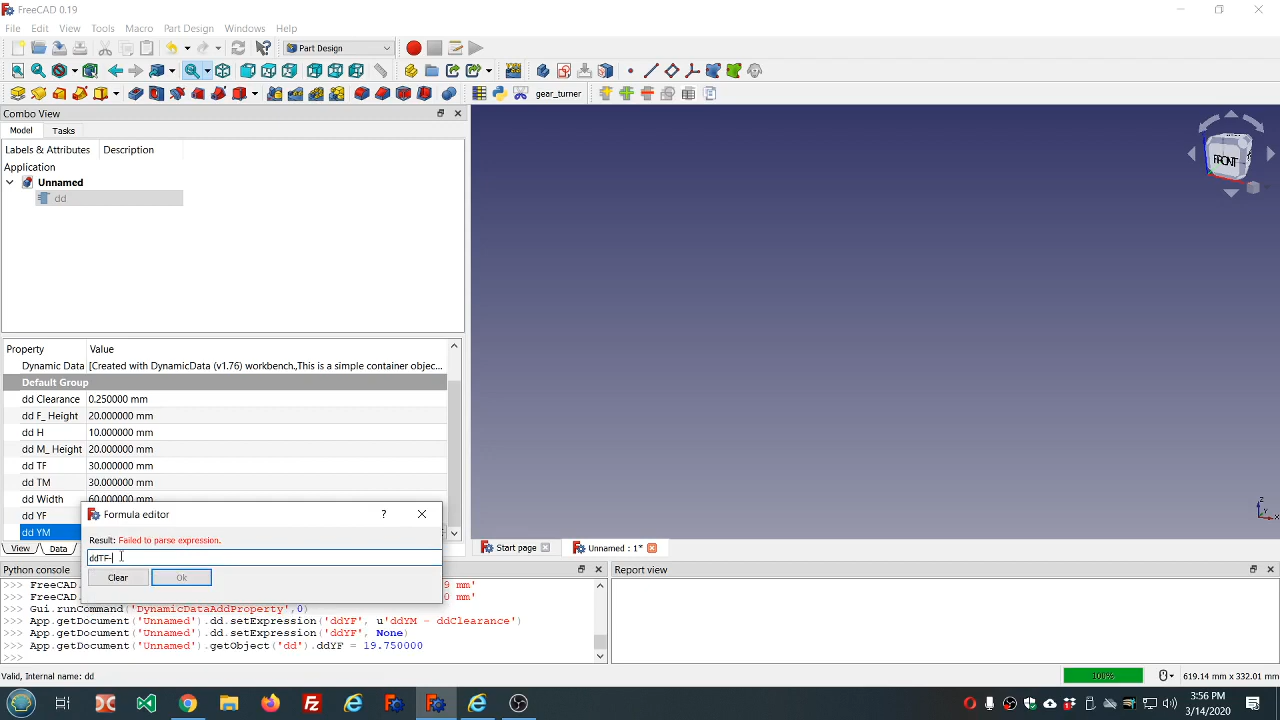 FreeCAD 0.19
File Edit View Tools Macro Part Design Windows Help
Part Design
gear_turner
Combo View
Model Tasks
Labels & Attributes Description
Application
Unnamed
dd
FRONT
Property Value
Dynamic Data [Created with DynamicData (v1.76) workbench.,This is a simple container objec...
Default Group
dd Clearance 0.250000 mm
dd F_ Height 20.000000 mm
dd H 10.000000 mm
dd M_ Height 20.000000 mm
dd TF 30.000000 mm
dd TM 30.000000 mm
dd Width 60.000000 mm
dd YF
dd YM
Formula editor ?
Result: Failed to parse expression.
ddTF-
Clear Ok
View Data
Start page Unnamed : 1*
Python console Report view
>>> FreeC 9 mm'
>>> FreeC 0 mm'
>>> Gui.runCommand('DynamicDataAddProperty',0)
>>> App.getDocument('Unnamed').dd.setExpression('ddYF', u'ddYM - ddClearance')
>>> App.getDocument('Unnamed').dd.setExpression('ddYF', None)
>>> App.getDocument('Unnamed').getObject('dd').ddYF = 19.750000
>>>
Valid, Internal name: dd 100% 619.14 mm x 332.01 mm
3:56 PM
3/14/2020